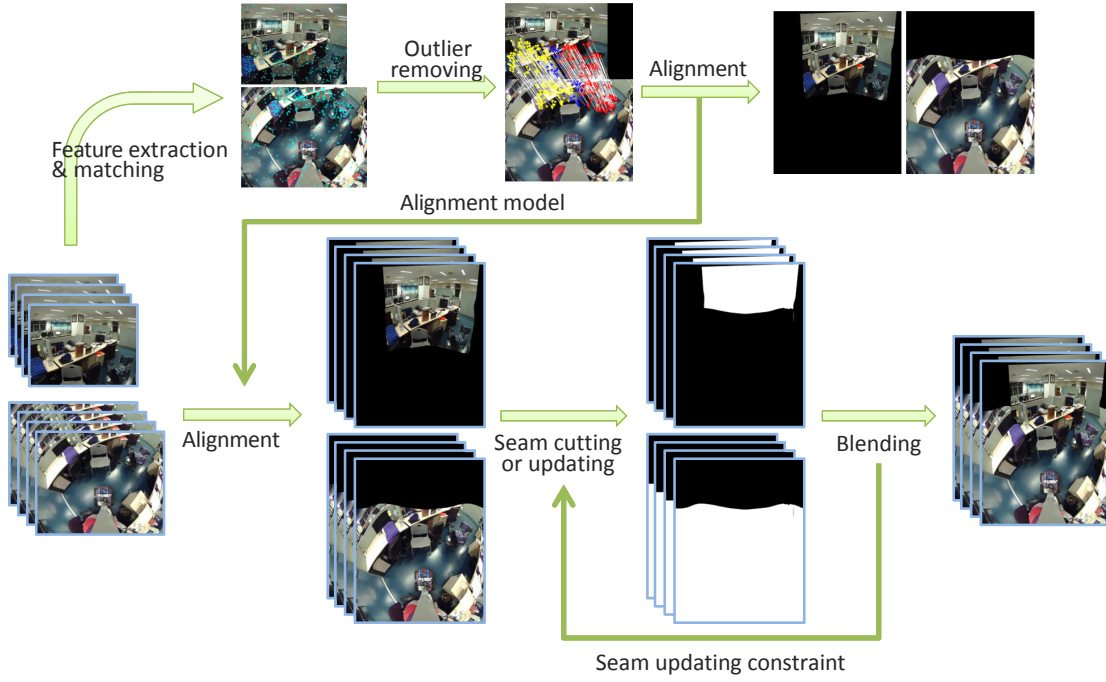 Outlier
removing
Alignment
Feature extraction
& matching
Alignment model
Alignment
Seam cutting
or updating
Blending
Seam updating constraint